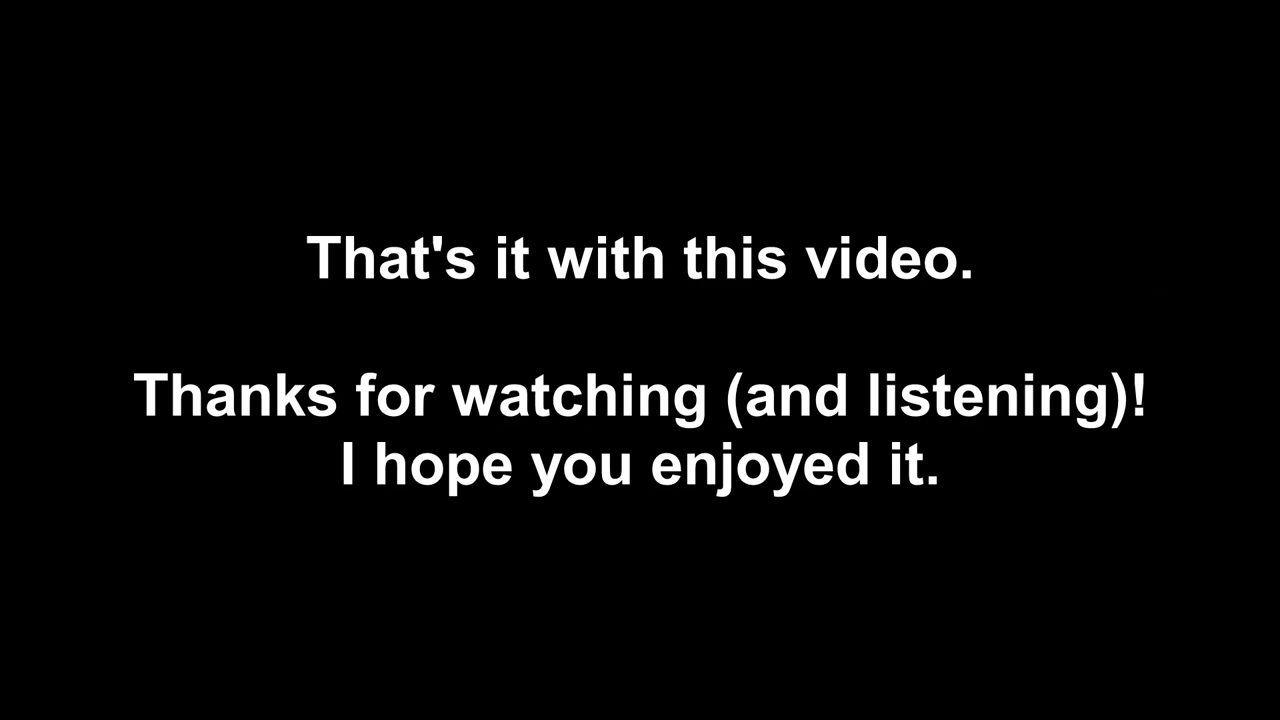 That's it with this video.
Thanks for watching (and listening)!
I hope you enjoyed it.